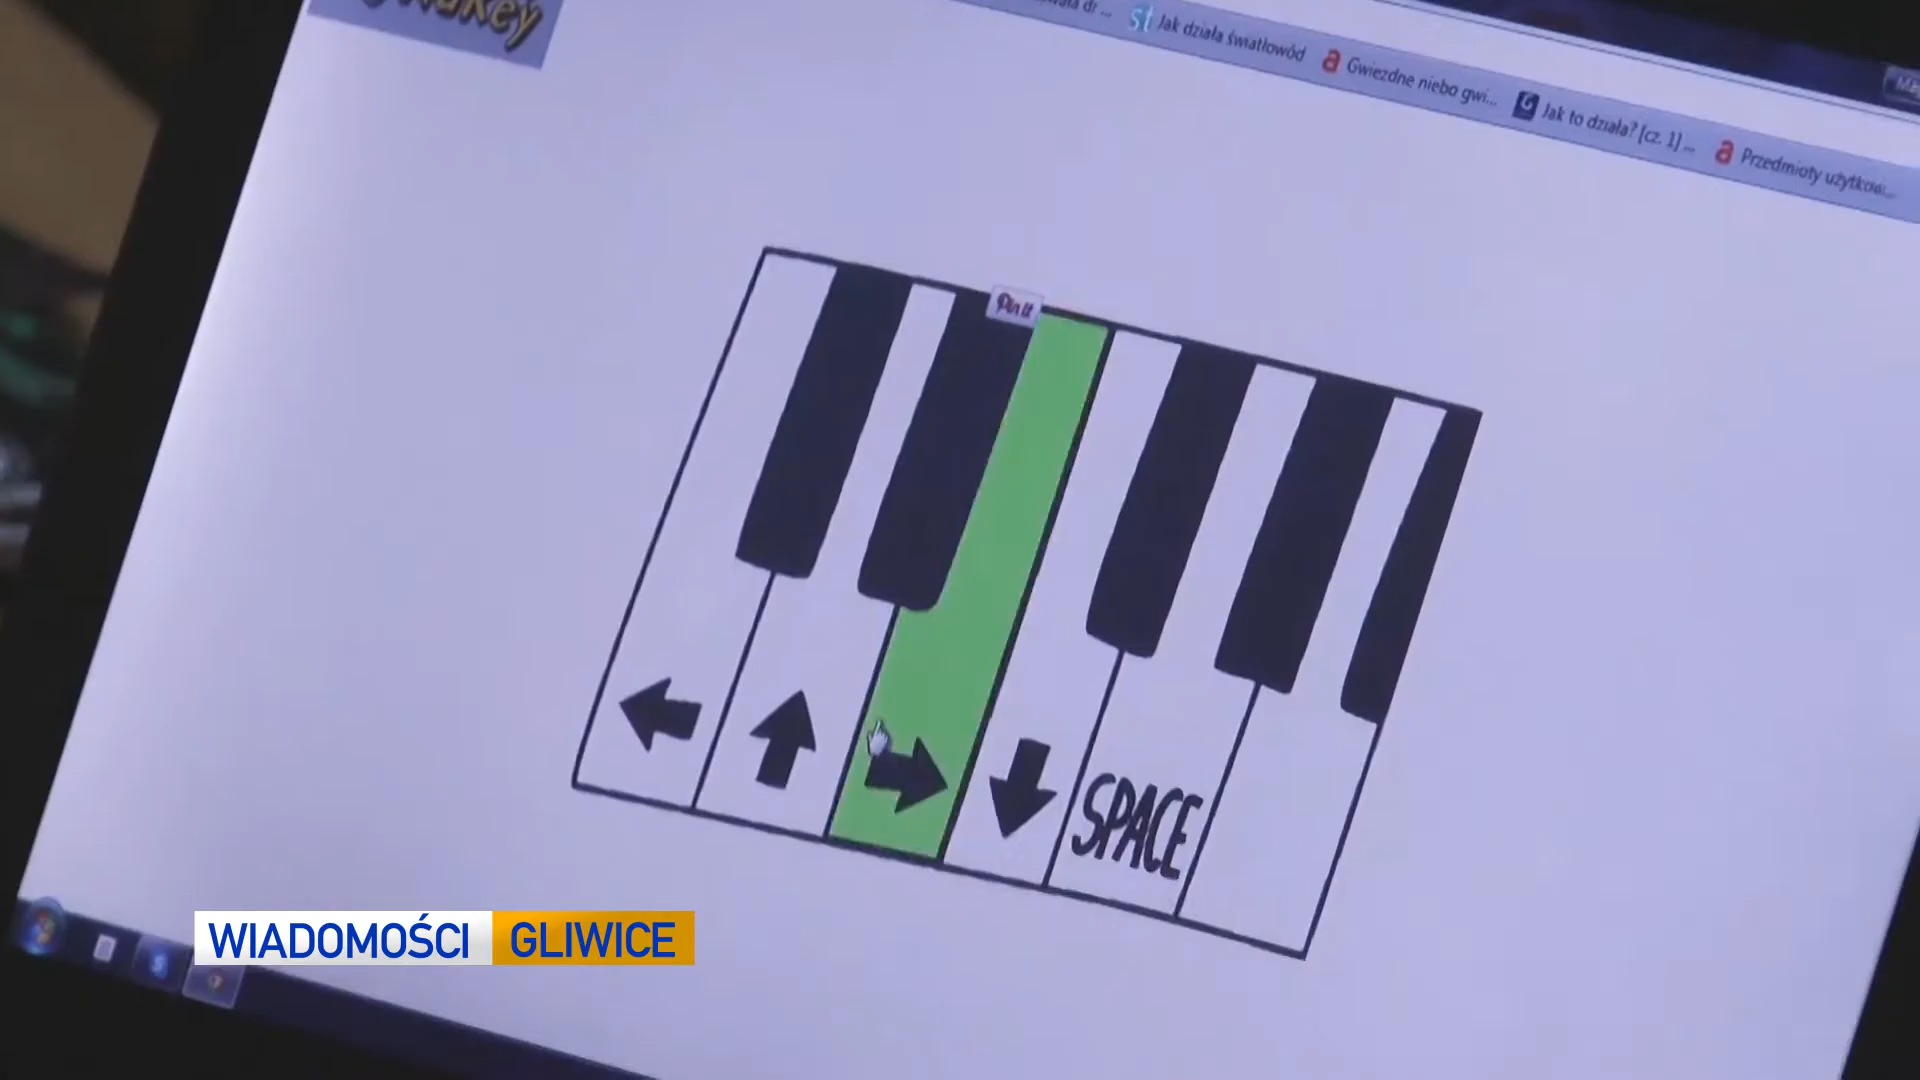 Jak działa światłowód
Gwiezdne niebo gwi...
Jak to działa? [cz. 1] ...
Przedmioty użytkow...
Pin it
SPACE
WIADOMOŚCI GLIWICE